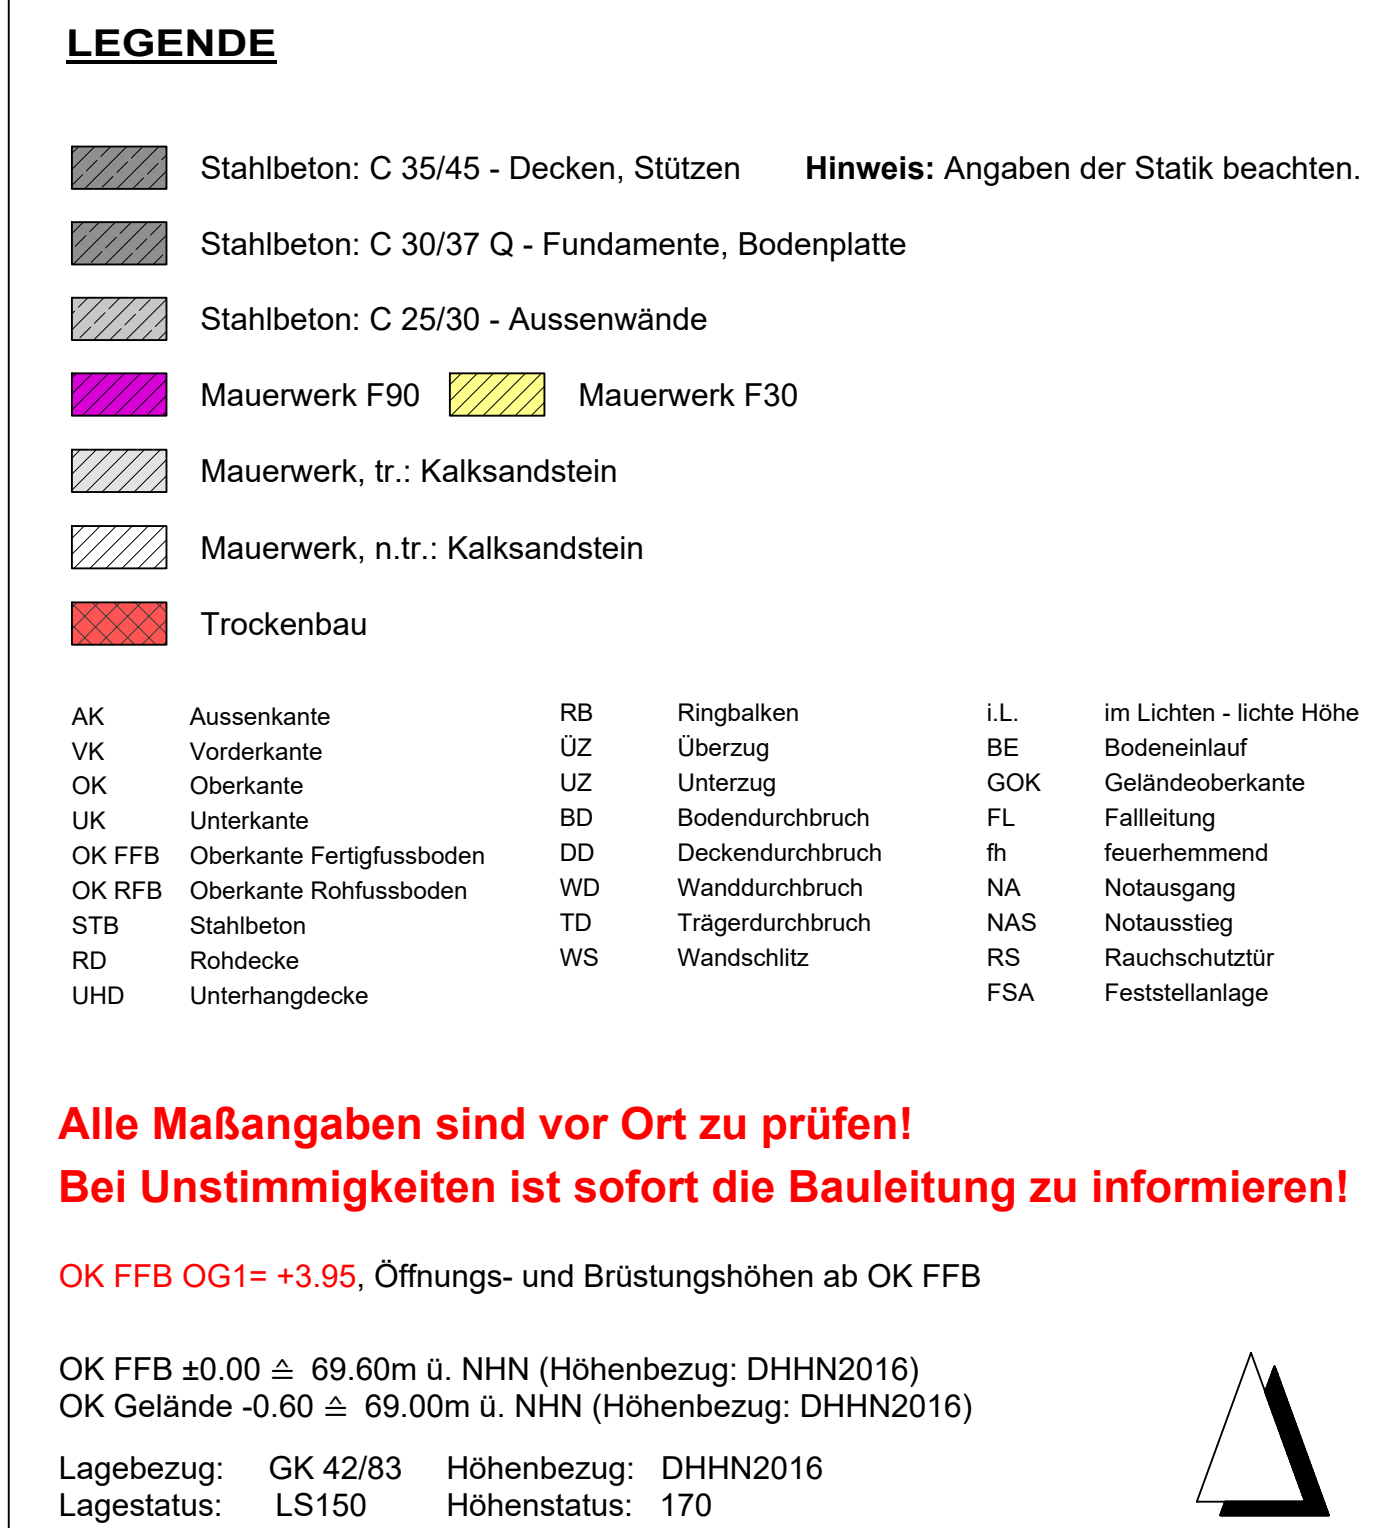 LEGENDE
Stahlbeton: C 35/45 - Decken, Stützen Hinweis: Angaben der Statik beachten.
Stahlbeton: C 30/37 Q - Fundamente, Bodenplatte
Stahlbeton: C 25/30 - Aussenwände
Mauerwerk F90 Mauerwerk F30
Mauerwerk, tr.: Kalksandstein
Mauerwerk, n.tr.: Kalksandstein
Trockenbau
AK Aussenkante
VK Vorderkante
OK Oberkante
UK Unterkante
OK FFB Oberkante Fertigfussboden
OK RFB Oberkante Rohfussboden
STB Stahlbeton
RD Rohdecke
UHD Unterhangdecke
RB Ringbalken
ÜZ Überzug
UZ Unterzug
BD Bodendurchbruch
DD Deckendurchbruch
WD Wanddurchbruch
TD Trägerdurchbruch
WS Wandschlitz
i.L. im Lichten - lichte Höhe
BE Bodeneinlauf
GOK Geländeoberkante
FL Fallleitung
fh feuerhemmend
NA Notausgang
NAS Notausstieg
RS Rauchschutztür
FSA Feststellanlage
Alle Maßangaben sind vor Ort zu prüfen!
Bei Unstimmigkeiten ist sofort die Bauleitung zu informieren!
OK FFB OG1= +3.95, Öffnungs- und Brüstungshöhen ab OK FFB
OK FFB ±0.00 ≙ 69.60m ü. NHN (Höhenbezug: DHHN2016)
OK Gelände -0.60 ≙ 69.00m ü. NHN (Höhenbezug: DHHN2016)
Lagebezug: GK 42/83 Höhenbezug: DHHN2016
Lagestatus: LS150 Höhenstatus: 170